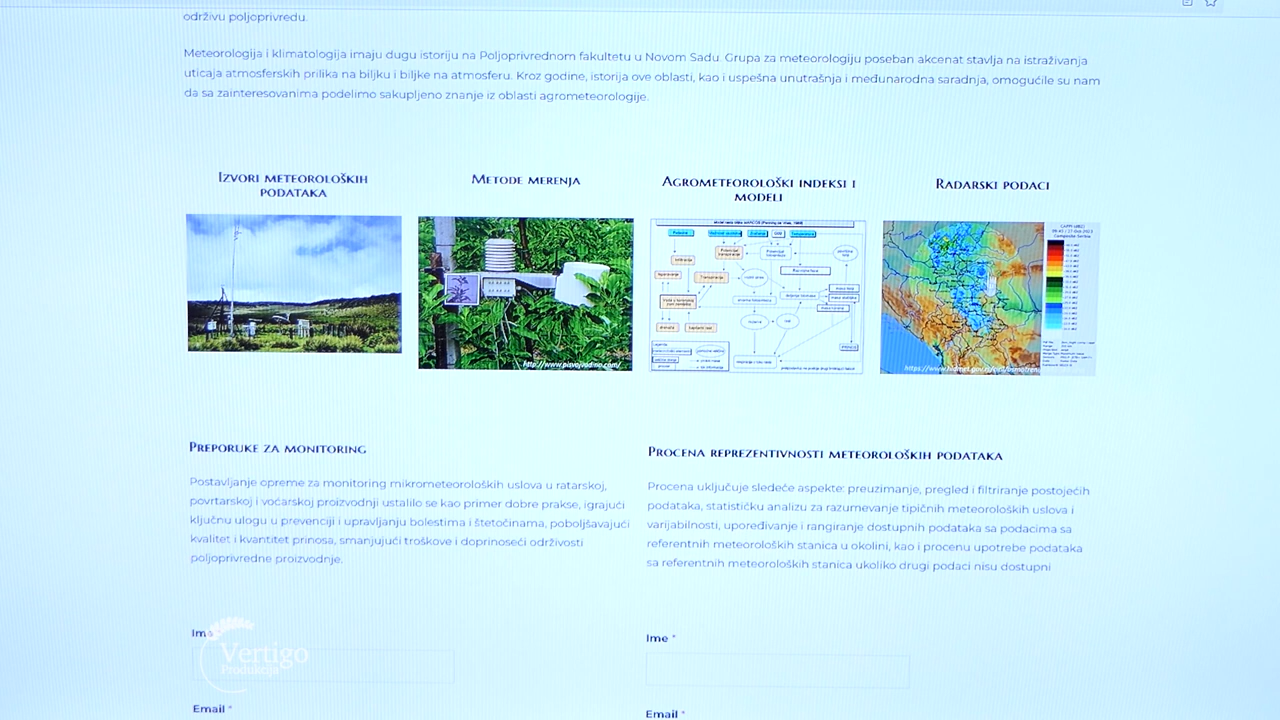 održivu poljoprivredu.
Meteorologija i klimatologija imaju dugu istoriju na Poljoprivrednom fakultetu u Novom Sadu. Grupa za meteorologiju poseban akcenat stavlja na istraživanja
uticaja atmosferskih prilika na biljku i biljke na atmosferu. Kroz godine, istorija ove oblasti, kao i uspešna unutrašnja i međunarodna saradnja, omogućile su nam
da sa zainteresovanima podelimo sakupljeno znanje iz oblasti agrometeorologije.
Izvori meteoroloških
podataka
Metode merenja
Agrometeorološki indeksi i
modeli
Radarski podaci
http://www.pisvojvodina.com/
Preporuke za monitoring
Postavljanje opreme za monitoring mikrometeoroloških uslova u ratarskoj,
povrtarskoj i voćarskoj proizvodnji ustalilo se kao primer dobre prakse, igrajući
ključnu ulogu u prevenciji i upravljanju bolestima i štetočinama, poboljšavajući
kvalitet i kvantitet prinosa, smanjujući troškove i doprinoseći održivosti
poljoprivredne proizvodnje.
Procena reprezentivnosti meteoroloških podataka
Procena uključuje sledeće aspekte: preuzimanje, pregled i filtriranje postojećih
podataka, statističku analizu za razumevanje tipičnih meteoroloških uslova i
varijabilnosti, upoređivanje i rangiranje dostupnih podataka sa podacima sa
referentnih meteoroloških stanica u okolini, kao i procenu upotrebe podataka
sa referentnih meteoroloških stanica ukoliko drugi podaci nisu dostupni
Ime
Vertigo
Produkcija
Email *
Ime *
Email *